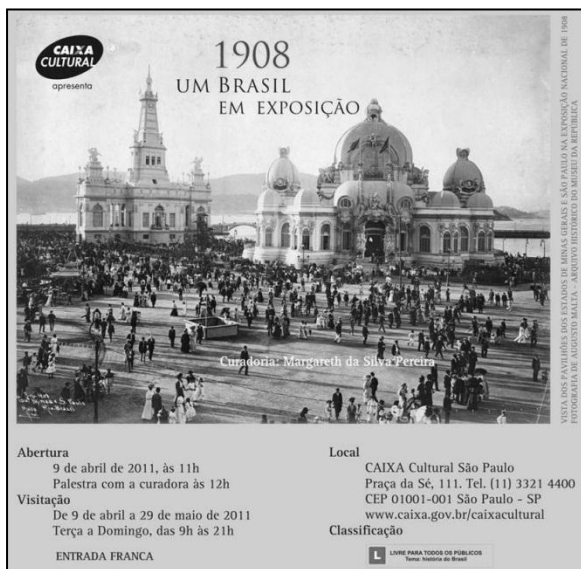 CAIXA
CULTURAL
apresenta
1908
UM BRASIL
EM EXPOSIÇÃO
Curadoria: Margareth da Silva Pereira
VISTA DOS PAVILHÕES DOS ESTADOS DE MINAS GERAIS E SÃO PAULO NA EXPOSIÇÃO NACIONAL DE 1908
FOTOGRAFIA DE AUGUSTO MALTA - ARQUIVO HISTÓRICO DO MUSEU DA REPÚBLICA
Abertura
9 de abril de 2011, às 11h
Palestra com a curadora às 12h
Visitação
De 9 de abril a 29 de maio de 2011
Terça a Domingo, das 9h às 21h
ENTRADA FRANCA
Local
CAIXA Cultural São Paulo
Praça da Sé, 111. Tel. (11) 3321 4400
CEP 01001-001 São Paulo - SP
www.caixa.gov.br/caixacultural
Classificação
L LIVRE PARA TODOS OS PÚBLICOS
Tema: história do Brasil